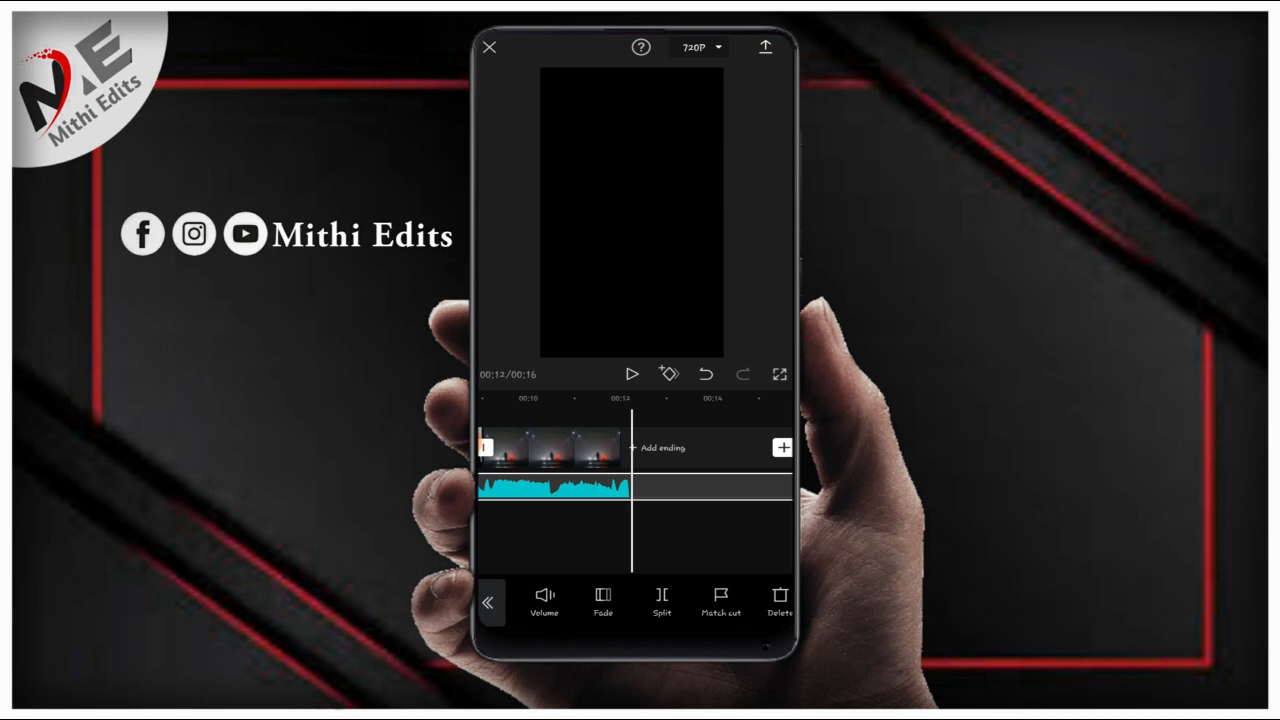 ME
Mithi Edits
Mithi Edits
720P
00:12/00:16
00:10
00:12
00:14
Add ending
Volume
Fade
Split
Match cut
Delete